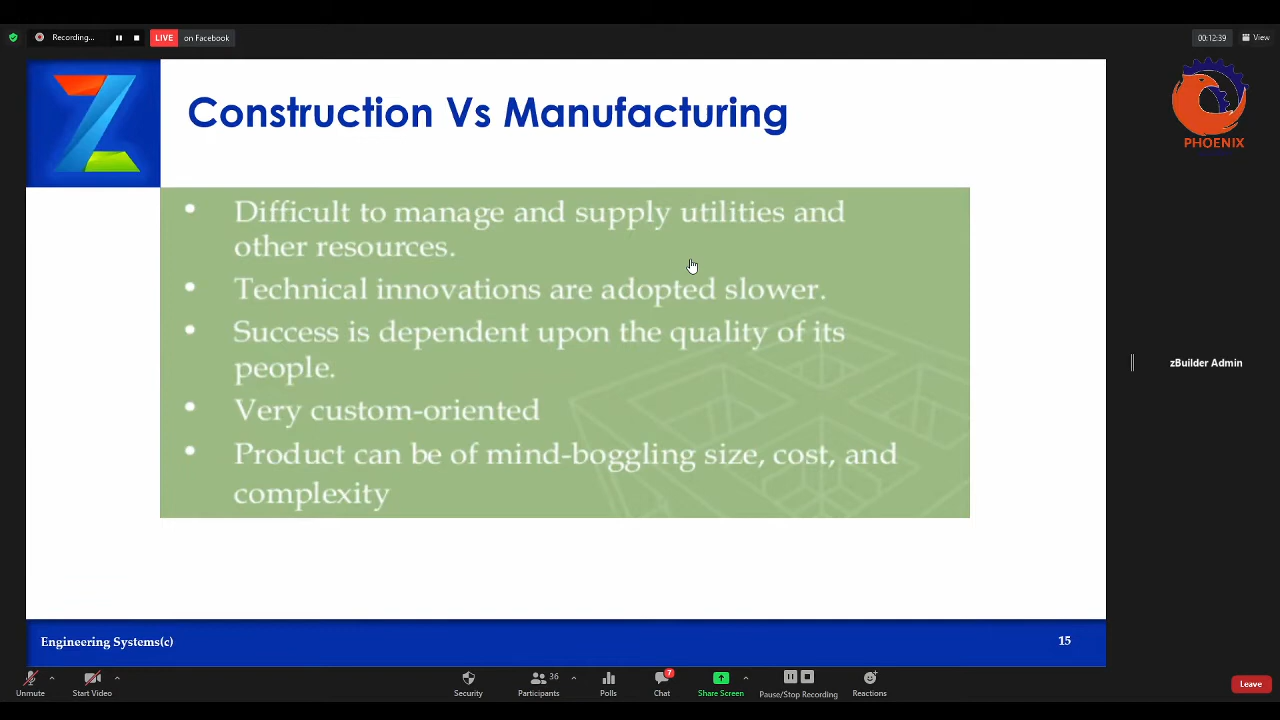 Recording...
LIVE on Facebook
00:12:39
View
Z
Construction Vs Manufacturing
PHOENIX
• Difficult to manage and supply utilities and
other resources.
• Technical innovations are adopted slower.
• Success is dependent upon the quality of its
people.
• Very custom-oriented
• Product can be of mind-boggling size, cost, and
complexity
zBuilder Admin
Engineering Systems(c)
15
Unmute
Start Video
Security
36
Participants
Polls
7
Chat
Share Screen
Pause/Stop Recording
Reactions
Leave